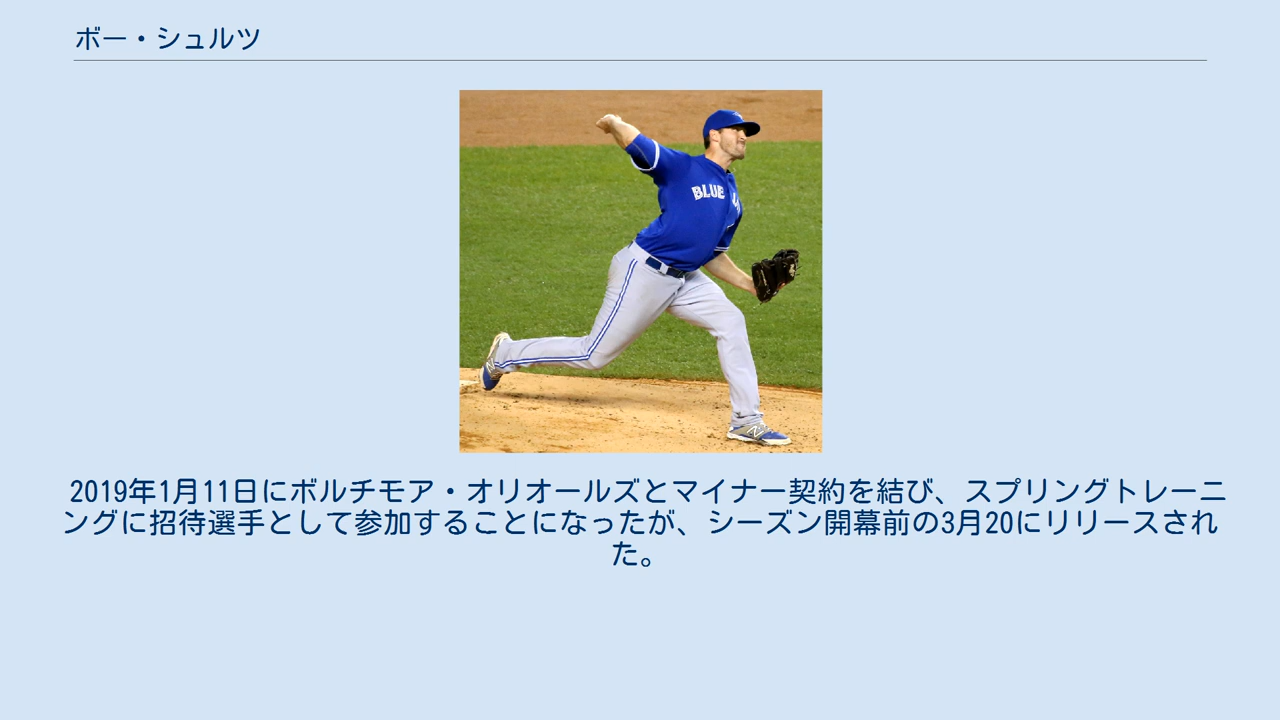 ボー・シュルツ
BLUE
2019年1月11日にボルチモア・オリオールズとマイナー契約を結び、スプリングトレーニ
ングに招待選手として参加することになったが、シーズン開幕前の3月20にリリースされ
た。